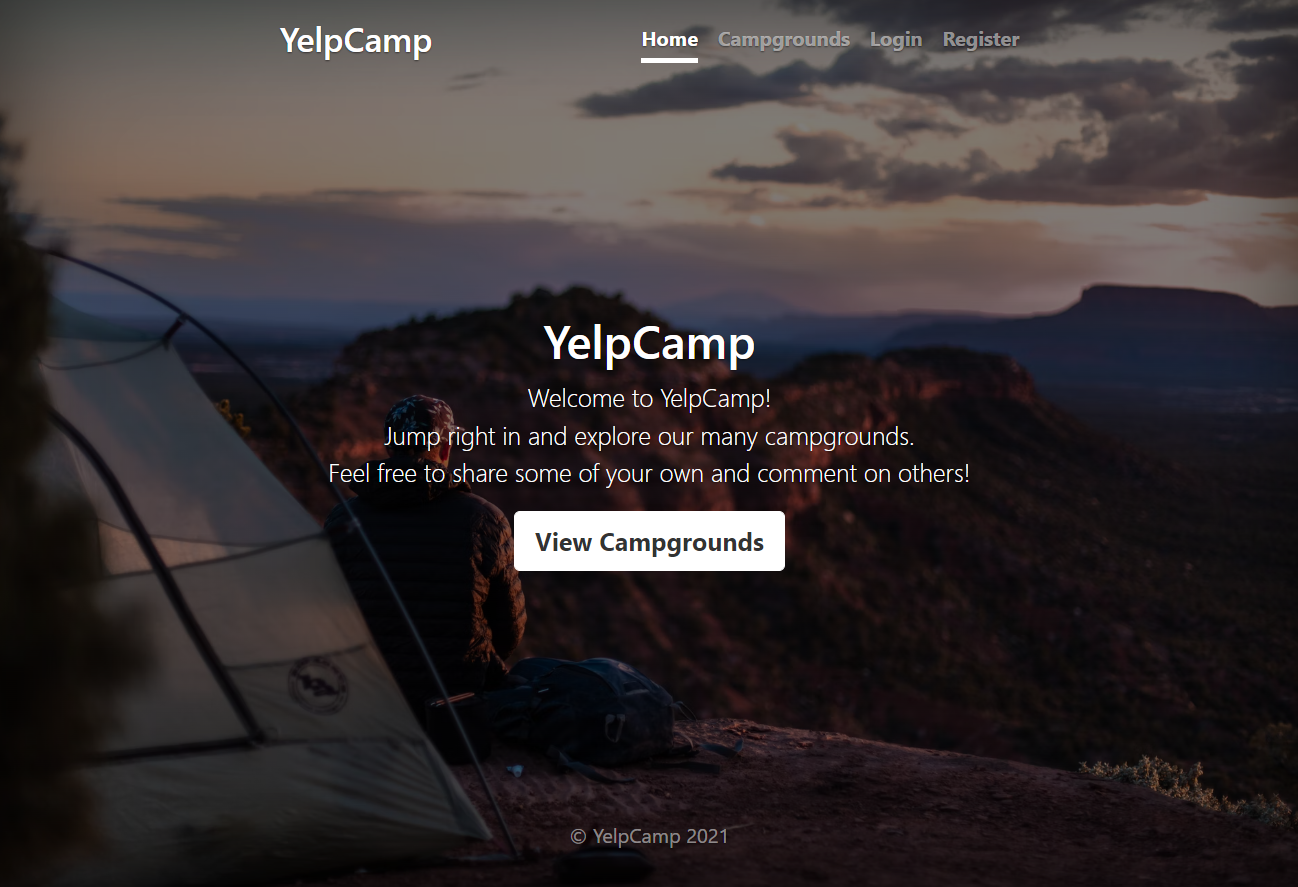 YelpCamp
Home Campgrounds Login Register
YelpCamp
Welcome to YelpCamp!
Jump right in and explore our many campgrounds.
Feel free to share some of your own and comment on others!
View Campgrounds
© YelpCamp 2021